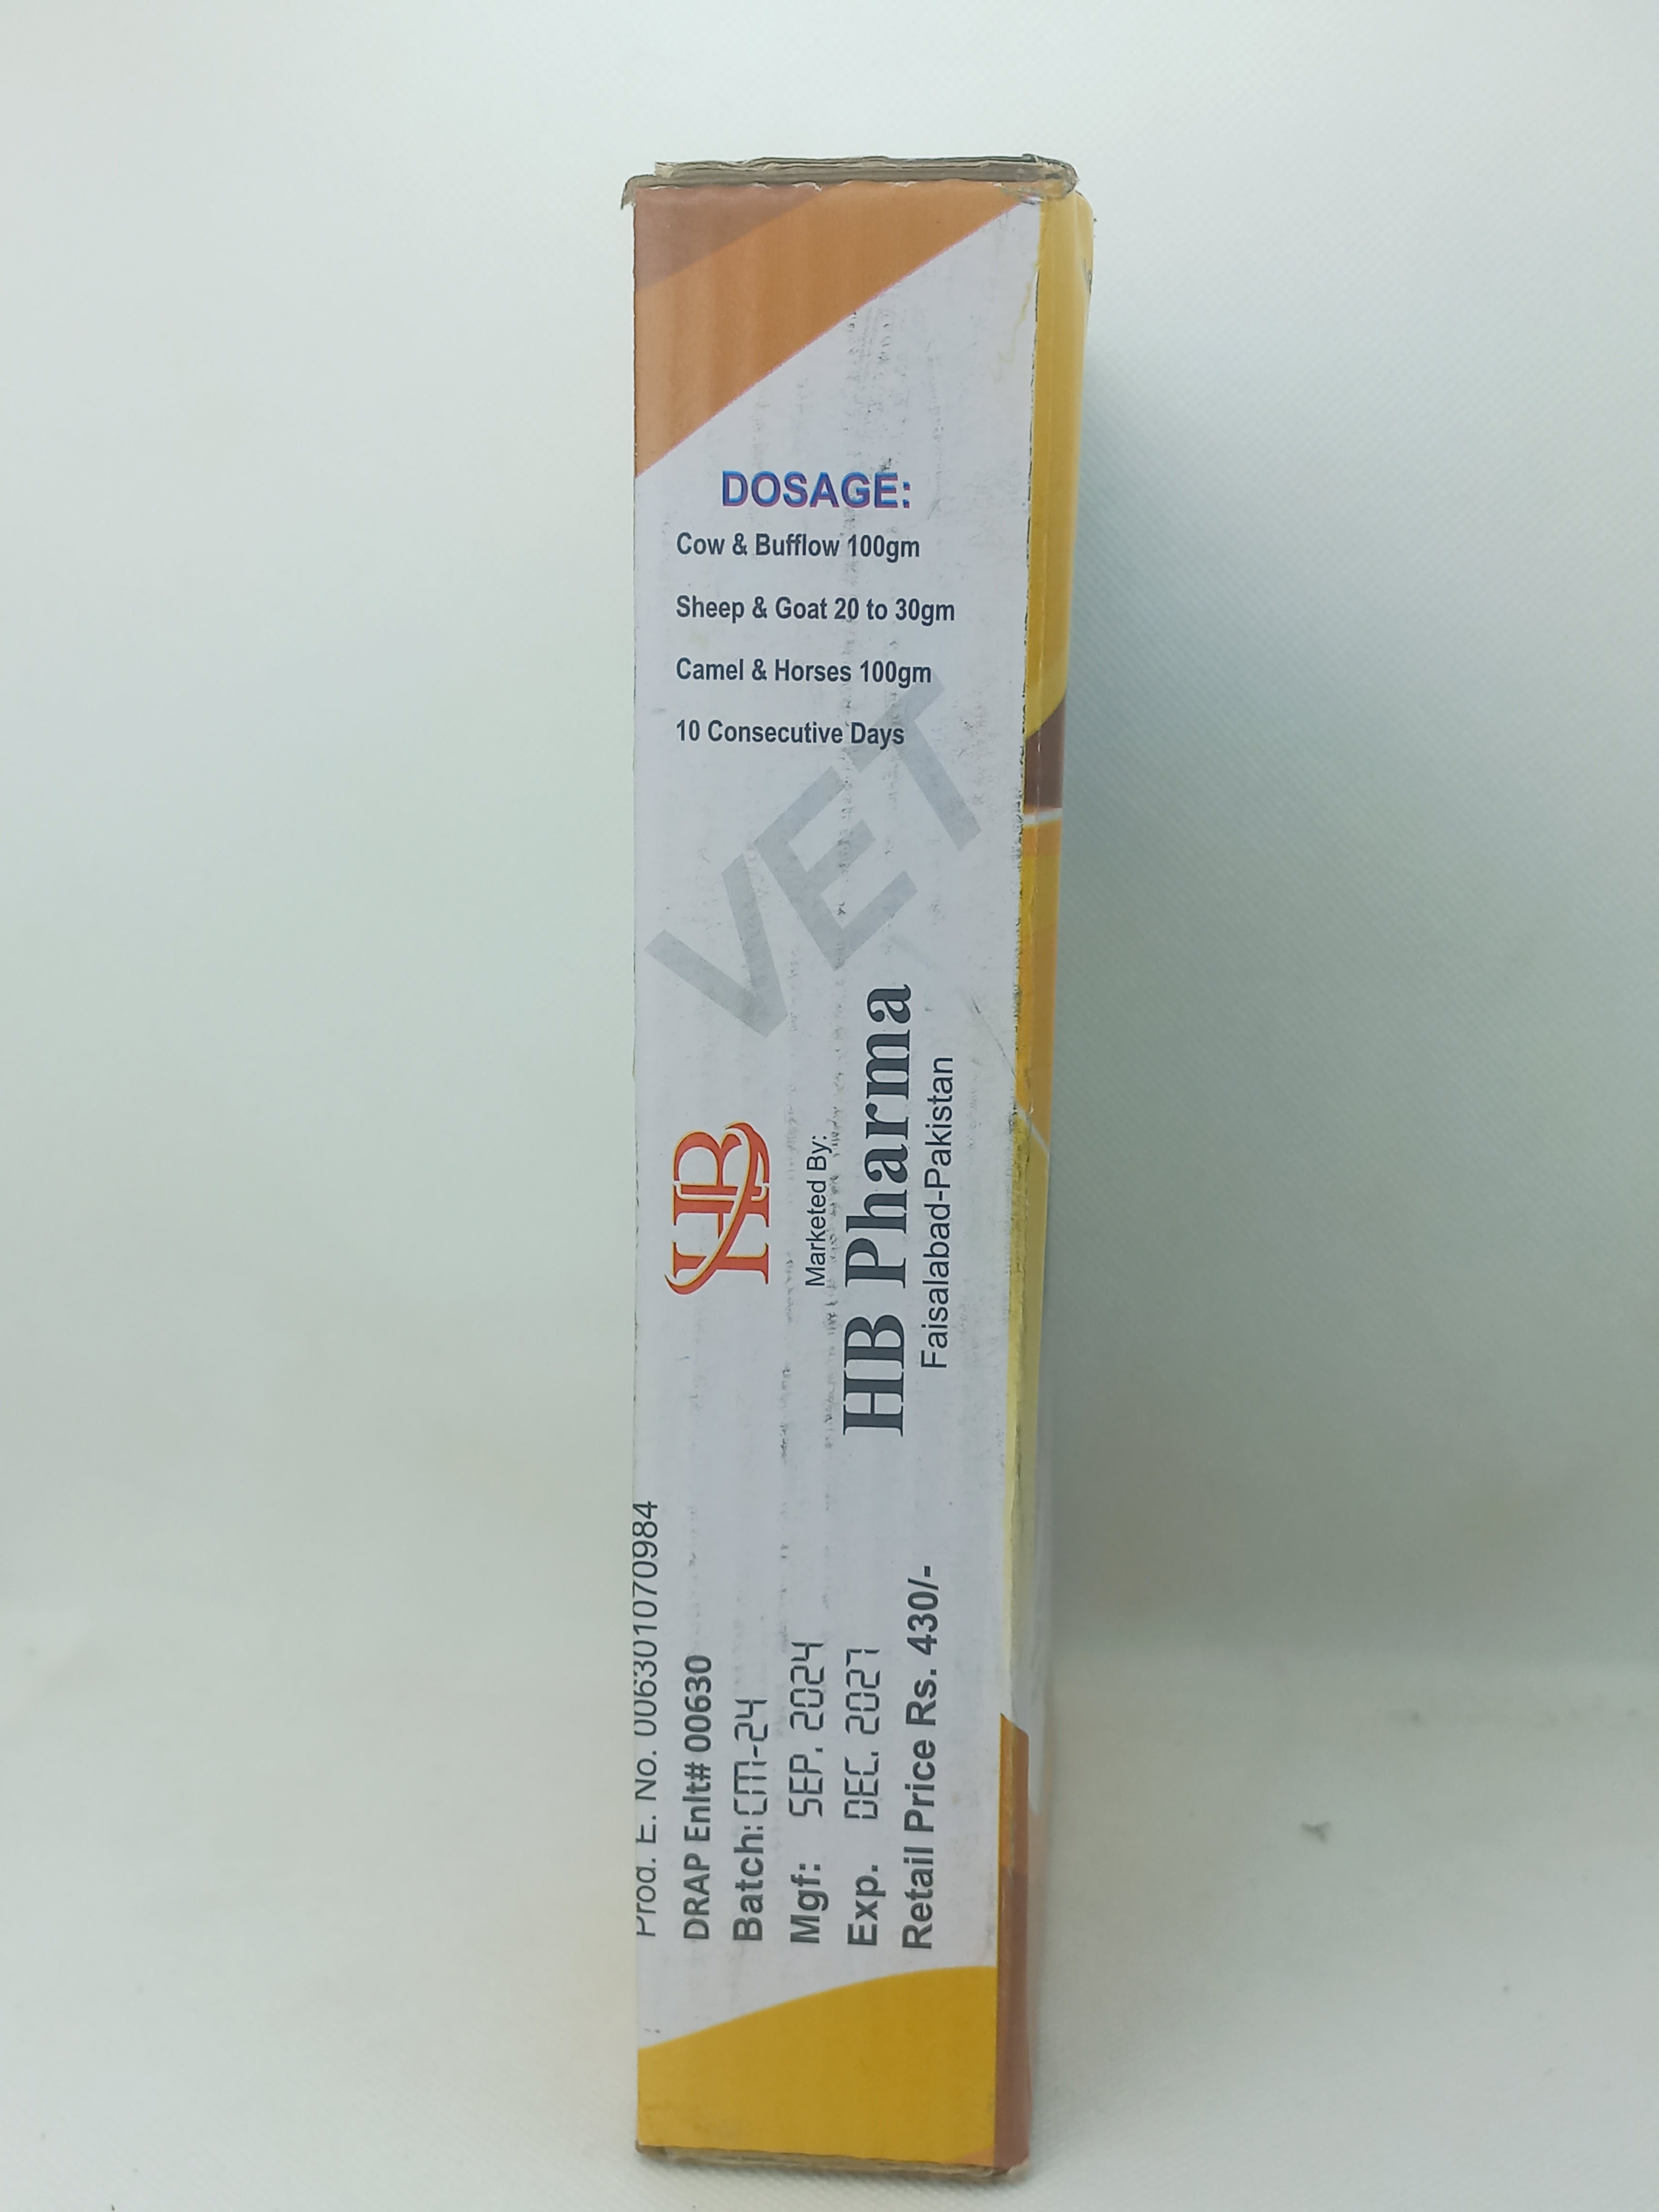 DOSAGE:
Cow & Bufflow 100gm
Sheep & Goat 20 to 30gm
Camel & Horses 100gm
10 Consecutive Days
VET
HB
Marketed By:
HB Pharma
Faisalabad-Pakistan
Prod. E. No. 006301070984
DRAP Enlt# 00630
Batch: CM-24
Mgf: SEP. 2024
Exp. DEC. 2027
Retail Price Rs. 430/-